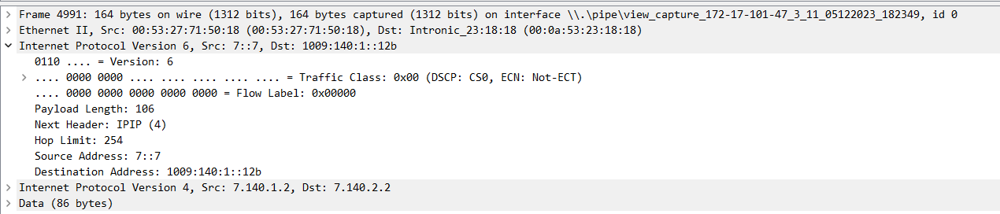 Frame 4991: 164 bytes on wire (1312 bits), 164 bytes captured (1312 bits) on interface \\.\pipe\view_capture_172-17-101-47_3_11_05122023_182349, id 0
Ethernet II, Src: 00:53:27:71:50:18 (00:53:27:71:50:18), Dst: Intronic_23:18:18 (00:0a:53:23:18:18)
Internet Protocol Version 6, Src: 7::7, Dst: 1009:140:1::12b
0110 .... = Version: 6
.... 0000 0000 .... .... .... .... .... = Traffic Class: 0x00 (DSCP: CS0, ECN: Not-ECT)
.... 0000 0000 0000 0000 0000 = Flow Label: 0x00000
Payload Length: 106
Next Header: IPIP (4)
Hop Limit: 254
Source Address: 7::7
Destination Address: 1009:140:1::12b
Internet Protocol Version 4, Src: 7.140.1.2, Dst: 7.140.2.2
Data (86 bytes)